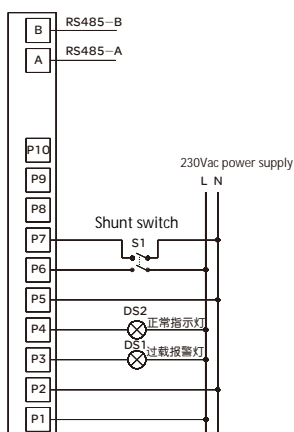 B RS485-B
A RS485-A
P10
P9
230Vac power supply
L N
P8
Shunt switch
P7
S1
P6
P5
DS2
P4 正常指示灯
DS1
P3 过载报警灯
P2
P1